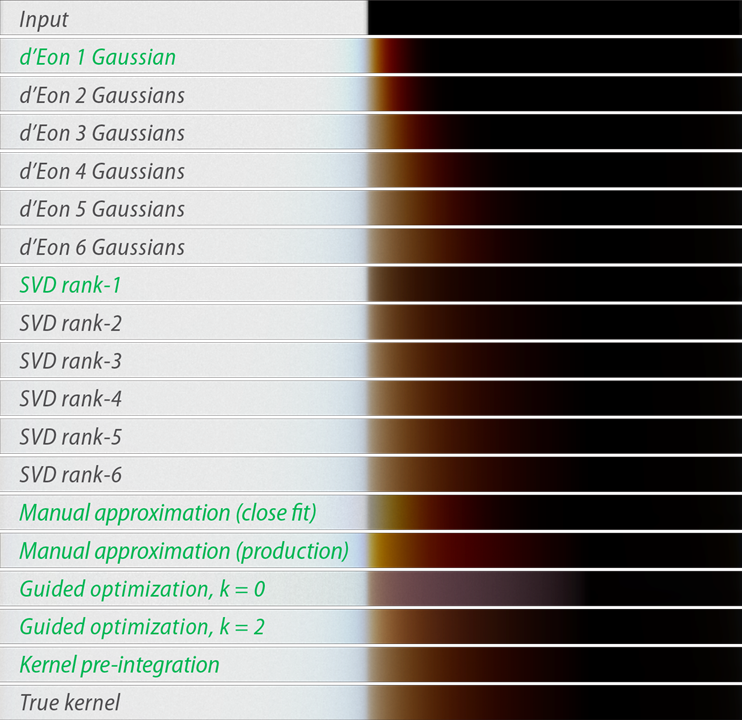 Input
d’Eon 1 Gaussian
d’Eon 2 Gaussians
d’Eon 3 Gaussians
d’Eon 4 Gaussians
d’Eon 5 Gaussians
d’Eon 6 Gaussians
SVD rank-1
SVD rank-2
SVD rank-3
SVD rank-4
SVD rank-5
SVD rank-6
Manual approximation (close fit)
Manual approximation (production)
Guided optimization, k = 0
Guided optimization, k = 2
Kernel pre-integration
True kernel